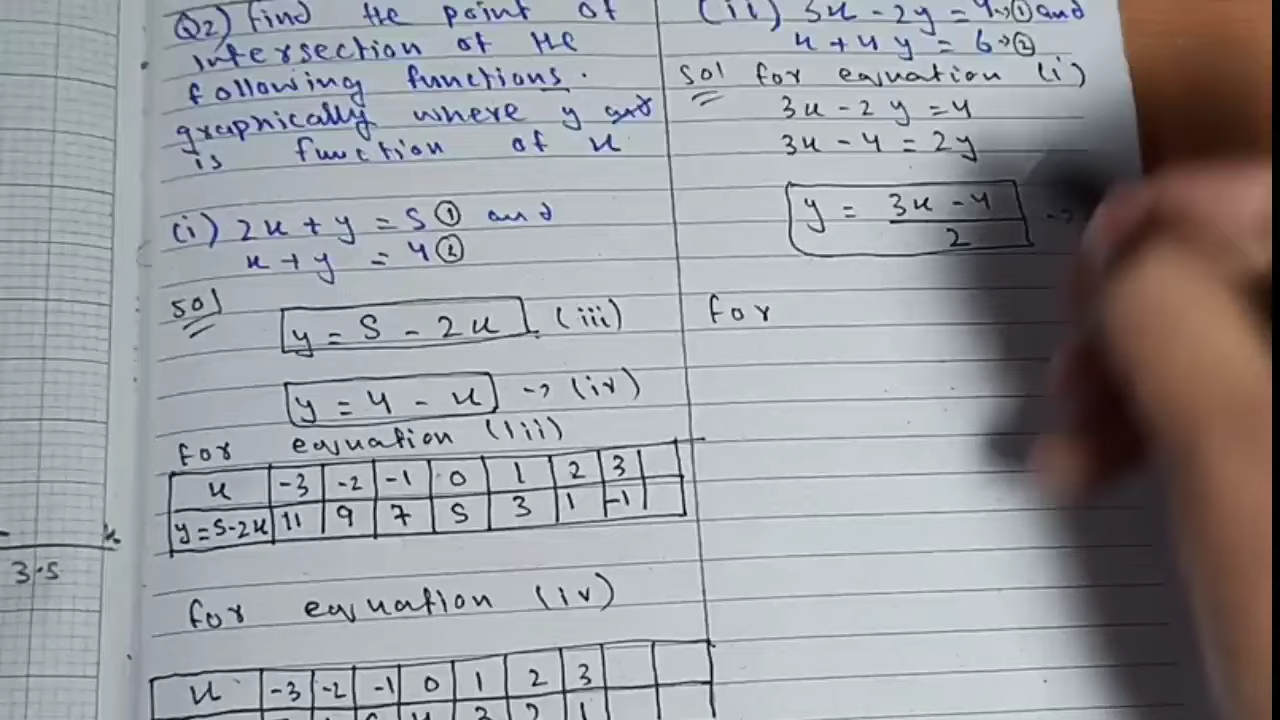 Q2) Find the point of
intersection of the
following functions.
graphically where y
is function of x
(i) 2x + y = 5 ① and
x + y = 4 ②
Sol
y = 5 - 2x (iii)
y = 4 - x -> (iv)
for equation (iii)
x -3 -2 -1 0 1 2 3
y=5-2x 11 9 7 5 3 1 -1
for equation (iv)
x -3 -2 -1 0 1 2 3
(ii) 3x - 2y = 4 -> ① and
x + 4y = 6 -> ②
Sol for equation (i)
3x - 2y = 4
3x - 4 = 2y
y = 3x - 4
2
for
3.5